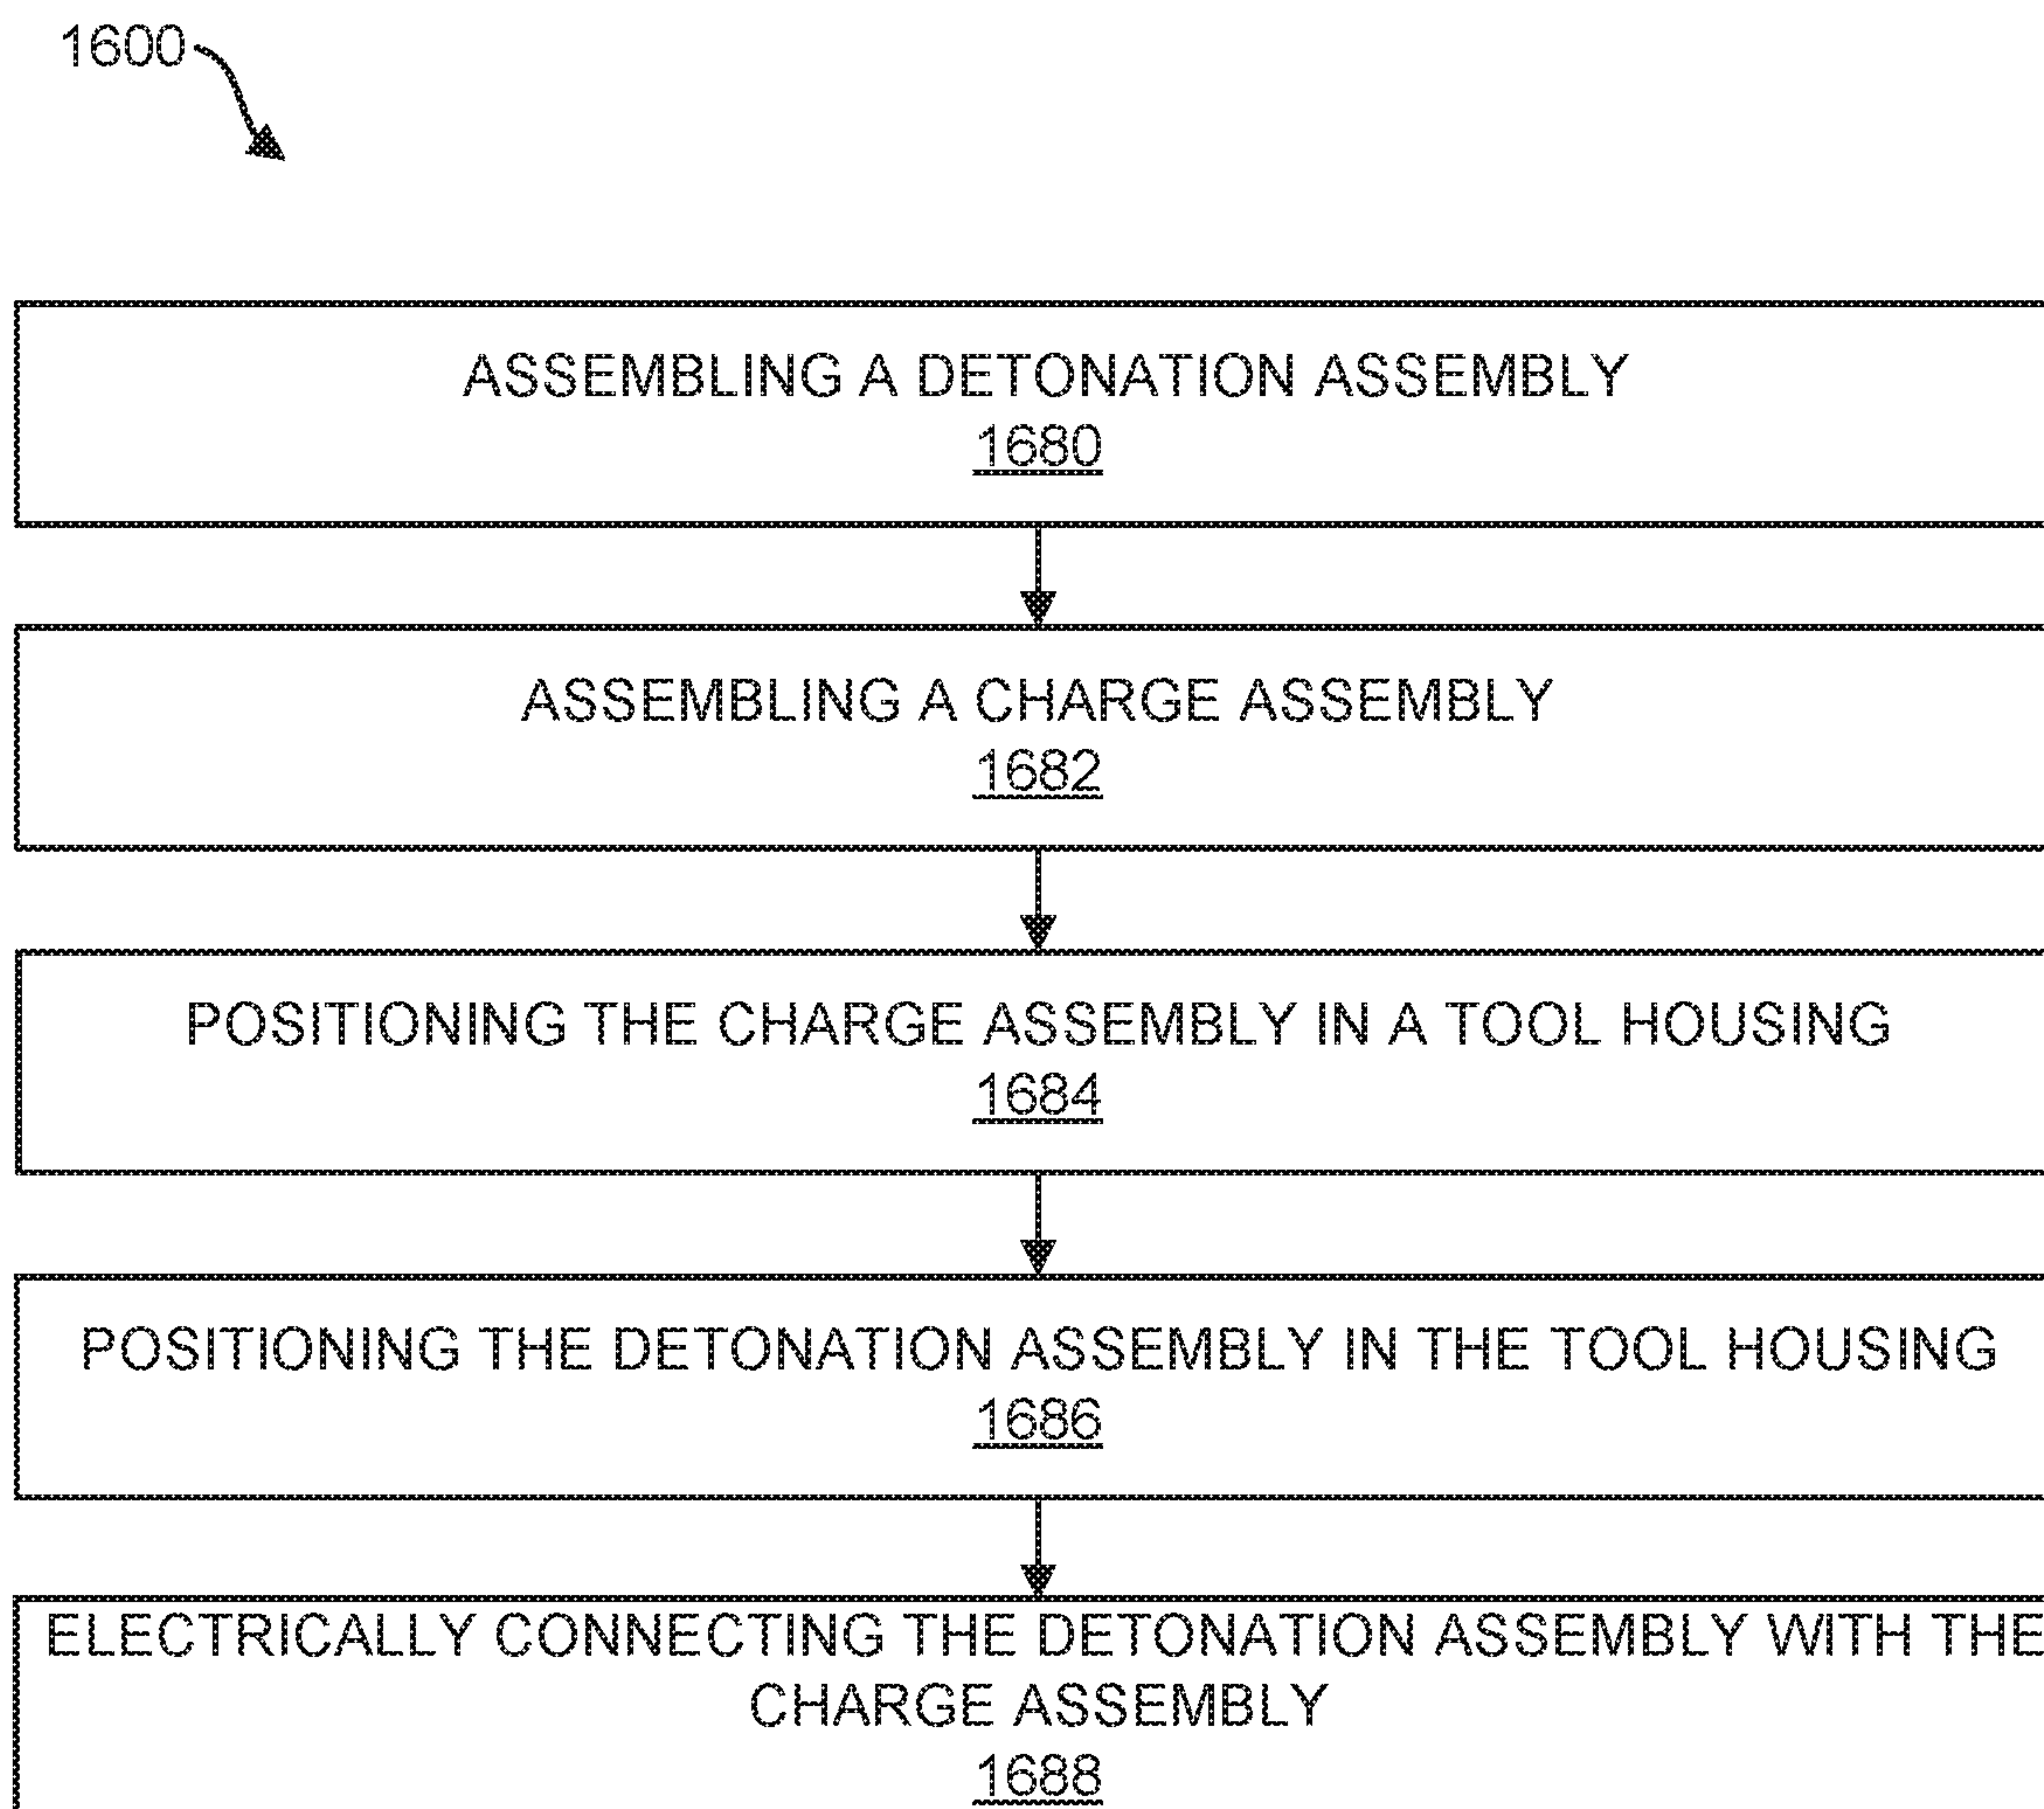 1600
ASSEMBLING A DETONATION ASSEMBLY
1680
ASSEMBLING A CHARGE ASSEMBLY
1682
POSITIONING THE CHARGE ASSEMBLY IN A TOOL HOUSING
1684
POSITIONING THE DETONATION ASSEMBLY IN THE TOOL HOUSING
1686
ELECTRICALLY CONNECTING THE DETONATION ASSEMBLY WITH THE
CHARGE ASSEMBLY
1688